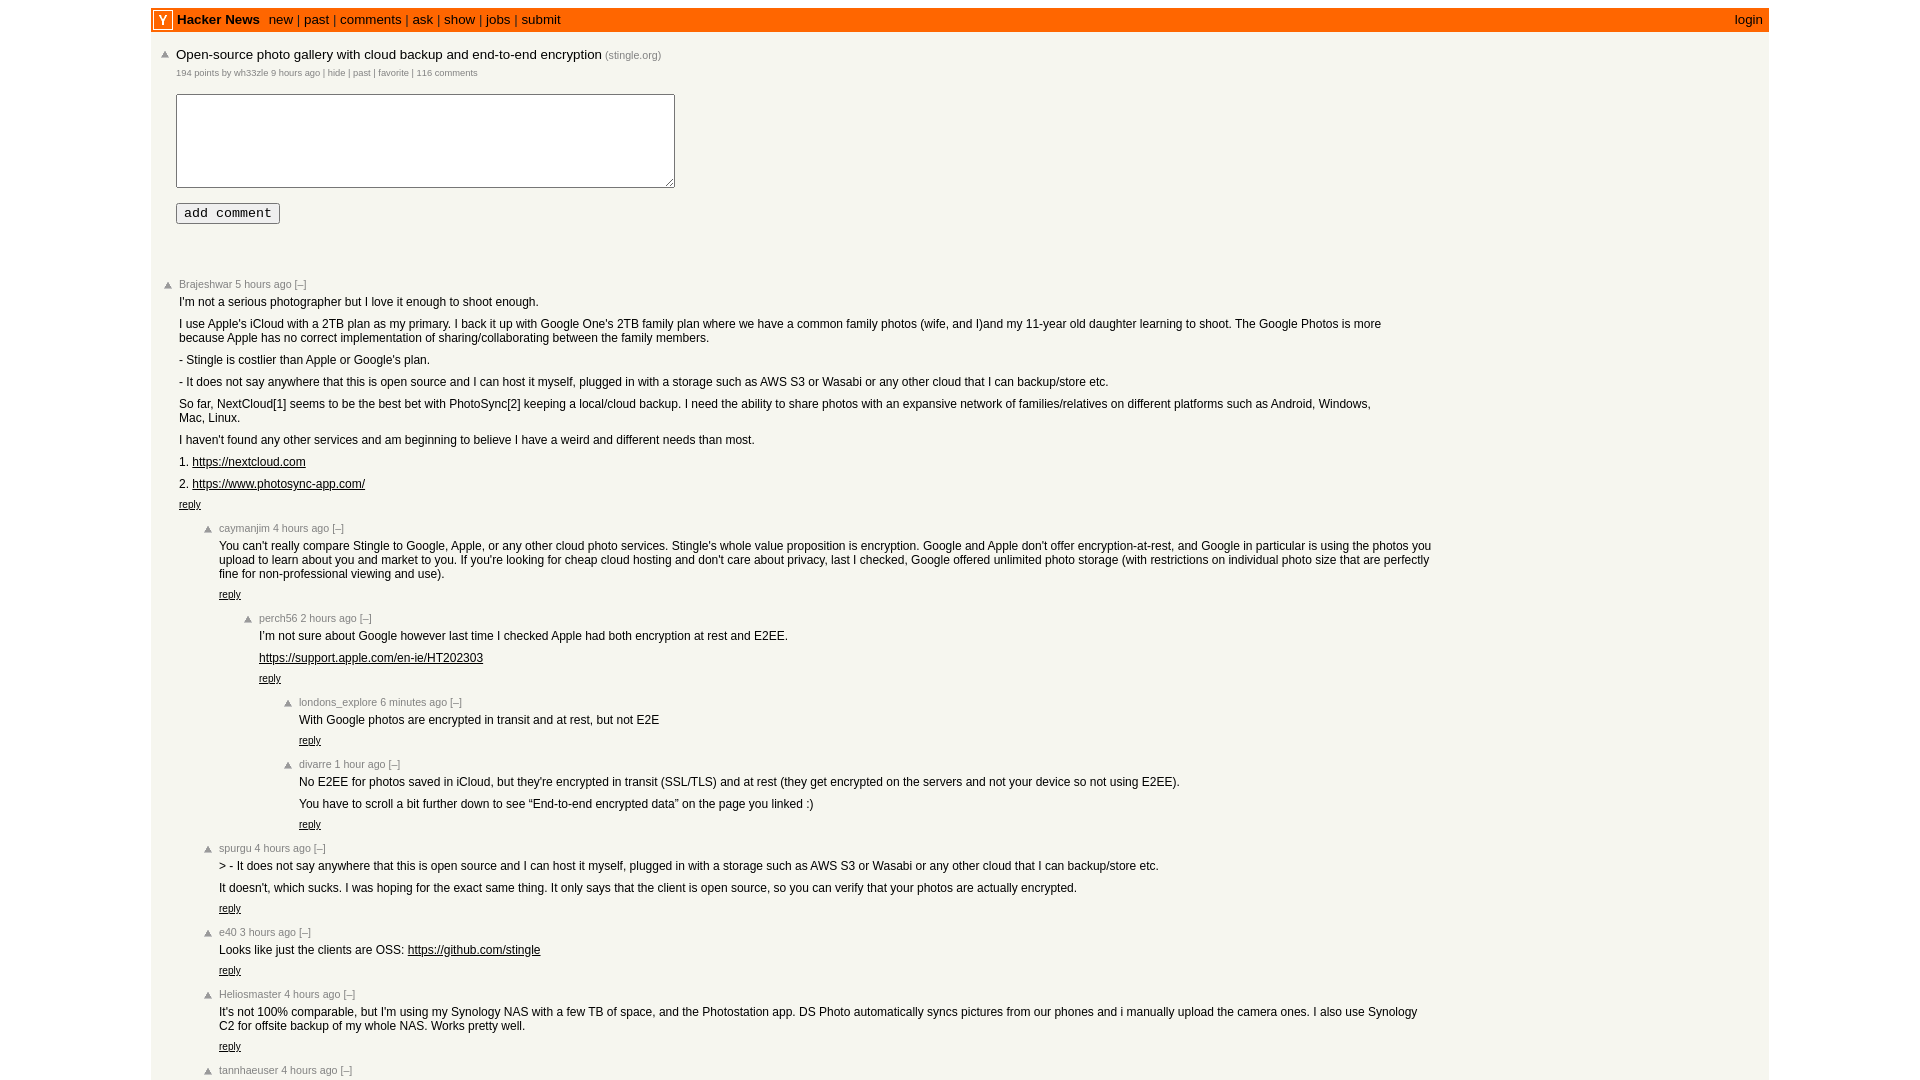 Y Hacker News new | past | comments | ask | show | jobs | submit login
Open-source photo gallery with cloud backup and end-to-end encryption (stingle.org)
194 points by wh33zle 9 hours ago | hide | past | favorite | 116 comments
add comment
Brajeshwar 5 hours ago [–]
I'm not a serious photographer but I love it enough to shoot enough.
I use Apple's iCloud with a 2TB plan as my primary. I back it up with Google One's 2TB family plan where we have a common family photos (wife, and I)and my 11-year old daughter learning to shoot. The Google Photos is more
because Apple has no correct implementation of sharing/collaborating between the family members.
- Stingle is costlier than Apple or Google's plan.
- It does not say anywhere that this is open source and I can host it myself, plugged in with a storage such as AWS S3 or Wasabi or any other cloud that I can backup/store etc.
So far, NextCloud[1] seems to be the best bet with PhotoSync[2] keeping a local/cloud backup. I need the ability to share photos with an expansive network of families/relatives on different platforms such as Android, Windows,
Mac, Linux.
I haven't found any other services and am beginning to believe I have a weird and different needs than most.
1. https://nextcloud.com
2. https://www.photosync-app.com/
reply
caymanjim 4 hours ago [–]
You can't really compare Stingle to Google, Apple, or any other cloud photo services. Stingle's whole value proposition is encryption. Google and Apple don't offer encryption-at-rest, and Google in particular is using the photos you
upload to learn about you and market to you. If you're looking for cheap cloud hosting and don't care about privacy, last I checked, Google offered unlimited photo storage (with restrictions on individual photo size that are perfectly
fine for non-professional viewing and use).
reply
perch56 2 hours ago [–]
I’m not sure about Google however last time I checked Apple had both encryption at rest and E2EE.
https://support.apple.com/en-ie/HT202303
reply
londons_explore 6 minutes ago [–]
With Google photos are encrypted in transit and at rest, but not E2E
reply
divarre 1 hour ago [–]
No E2EE for photos saved in iCloud, but they're encrypted in transit (SSL/TLS) and at rest (they get encrypted on the servers and not your device so not using E2EE).
You have to scroll a bit further down to see “End-to-end encrypted data” on the page you linked :)
reply
spurgu 4 hours ago [–]
> - It does not say anywhere that this is open source and I can host it myself, plugged in with a storage such as AWS S3 or Wasabi or any other cloud that I can backup/store etc.
It doesn't, which sucks. I was hoping for the exact same thing. It only says that the client is open source, so you can verify that your photos are actually encrypted.
reply
e40 3 hours ago [–]
Looks like just the clients are OSS: https://github.com/stingle
reply
Heliosmaster 4 hours ago [–]
It's not 100% comparable, but I'm using my Synology NAS with a few TB of space, and the Photostation app. DS Photo automatically syncs pictures from our phones and i manually upload the camera ones. I also use Synology
C2 for offsite backup of my whole NAS. Works pretty well.
reply
tannhaeuser 4 hours ago [–]